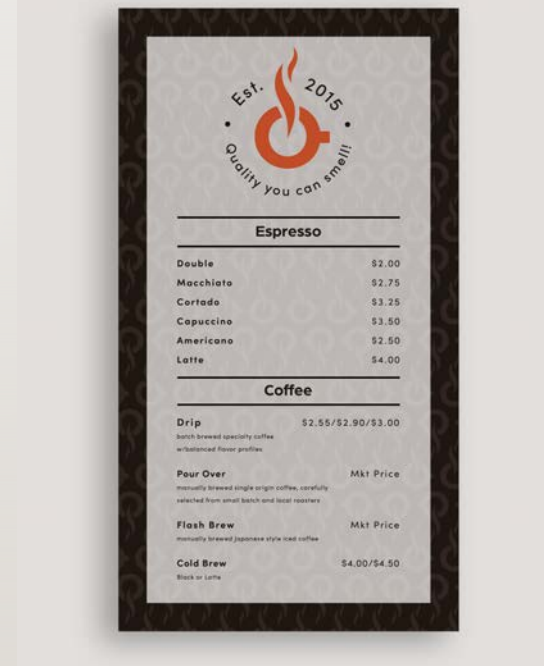 Est. 2015
Quality you can smell!
Espresso
Double $2.00
Macchiato $2.75
Cortado $3.25
Capuccino $3.50
Americano $2.50
Latte $4.00
Coffee
Drip $2.55/$2.90/$3.00
batch brewed specialty coffee
w/balanced flavor profiles
Pour Over Mkt Price
manually brewed single origin coffee, carefully
selected from small batch and local roasters
Flash Brew Mkt Price
manually brewed Japanese style iced coffee
Cold Brew $4.00/$4.50
Black or Latte